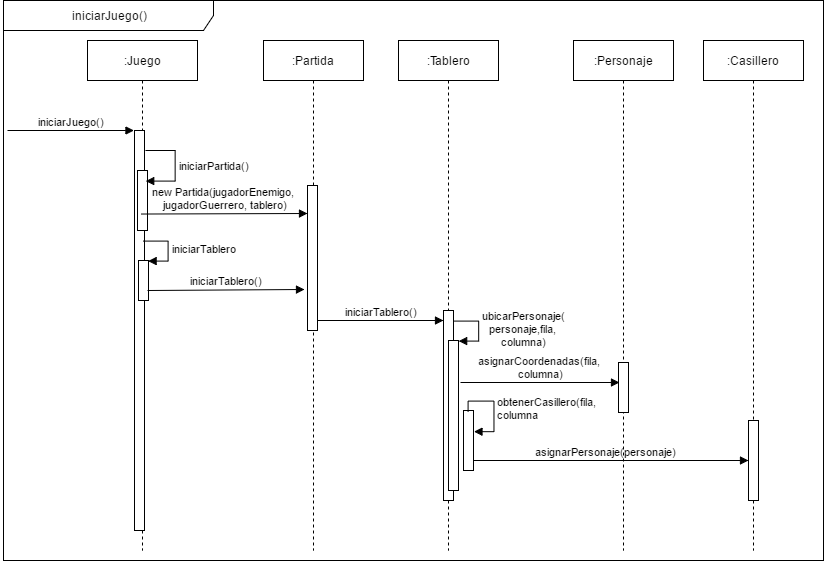 iniciarJuego()
:Juego
:Partida
:Tablero
:Personaje
:Casillero
iniciarJuego()
iniciarPartida()
new Partida(jugadorEnemigo,
jugadorGuerrero, tablero)
iniciarTablero
iniciarTablero()
iniciarTablero()
ubicarPersonaje(
personaje,fila,
columna)
asignarCoordenadas(fila,
columna)
obtenerCasillero(fila,
columna
asignarPersonaje(personaje)